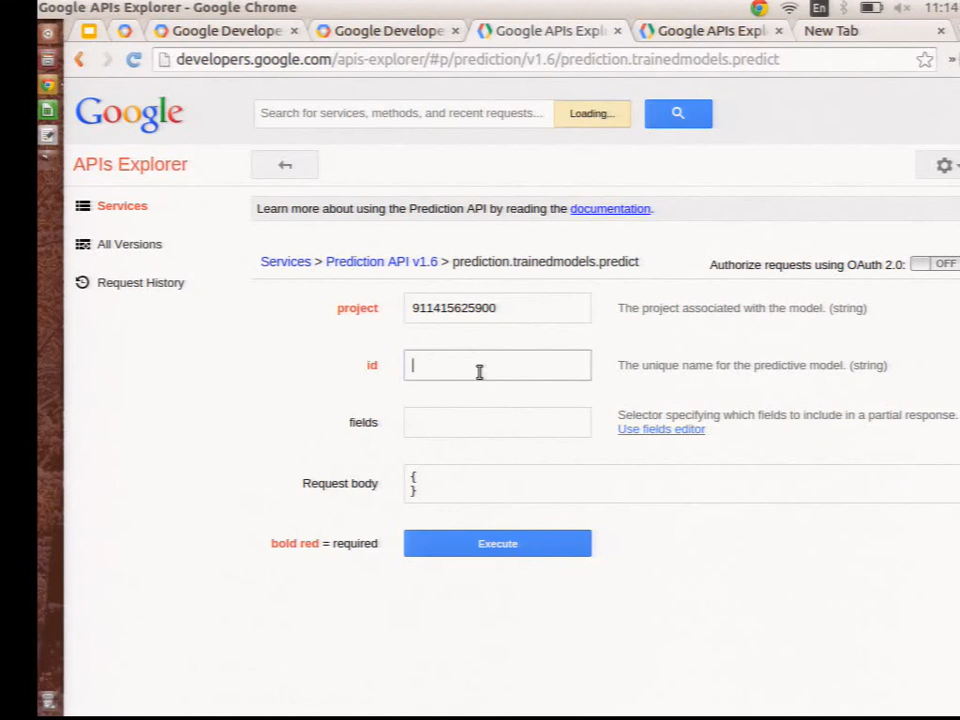 Google APIs Explorer - Google Chrome
En
11:14
Google Develope
Google Develope
Google APIs Expl
Google APIs Expl
New Tab
developers.google.com/apis-explorer/#p/prediction/v1.6/prediction.trainedmodels.predict
Google
Search for services, methods, and recent requests...
Loading...
APIs Explorer
Learn more about using the Prediction API by reading the documentation.
Services
All Versions
Request History
Services > Prediction API v1.6 > prediction.trainedmodels.predict
Authorize requests using OAuth 2.0:
OFF
project
911415625900
The project associated with the model. (string)
id
The unique name for the predictive model. (string)
fields
Selector specifying which fields to include in a partial response.
Use fields editor
Request body
{
}
bold red = required
Execute